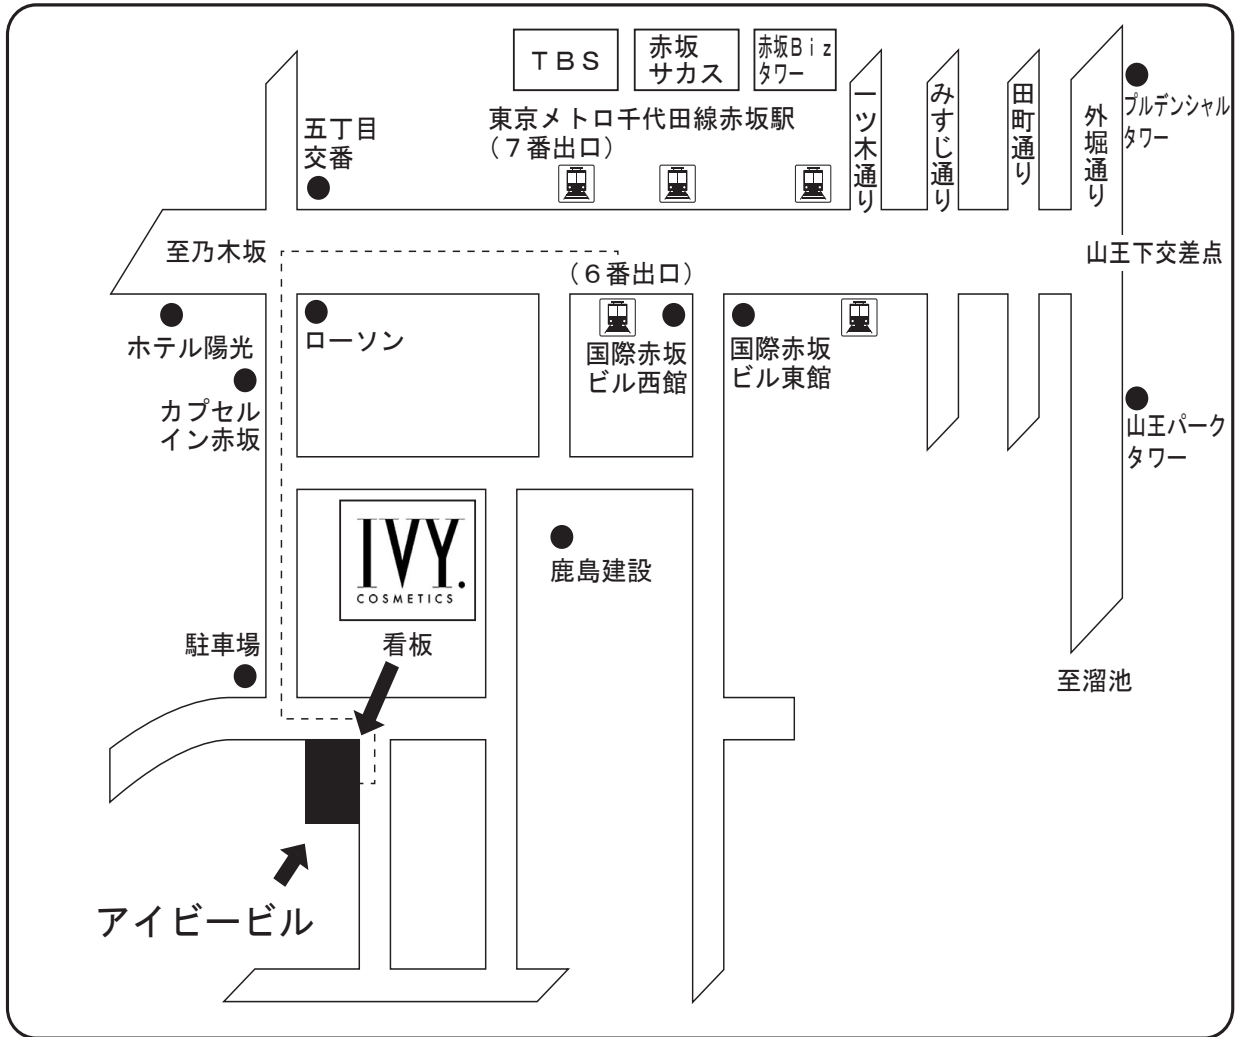 TBS
赤坂
サカス
赤坂Biz
タワー
東京メトロ千代田線赤坂駅
(7番出口)
五丁目
交番
一ツ木通り
みすじ通り
田町通り
外堀通り
プルデンシャル
タワー
至乃木坂
(6番出口)
山王下交差点
ホテル陽光
ローソン
国際赤坂
ビル西館
国際赤坂
ビル東館
カプセル
イン赤坂
山王パーク
タワー
IVY.
COSMETICS
鹿島建設
駐車場
看板
至溜池
アイビービル